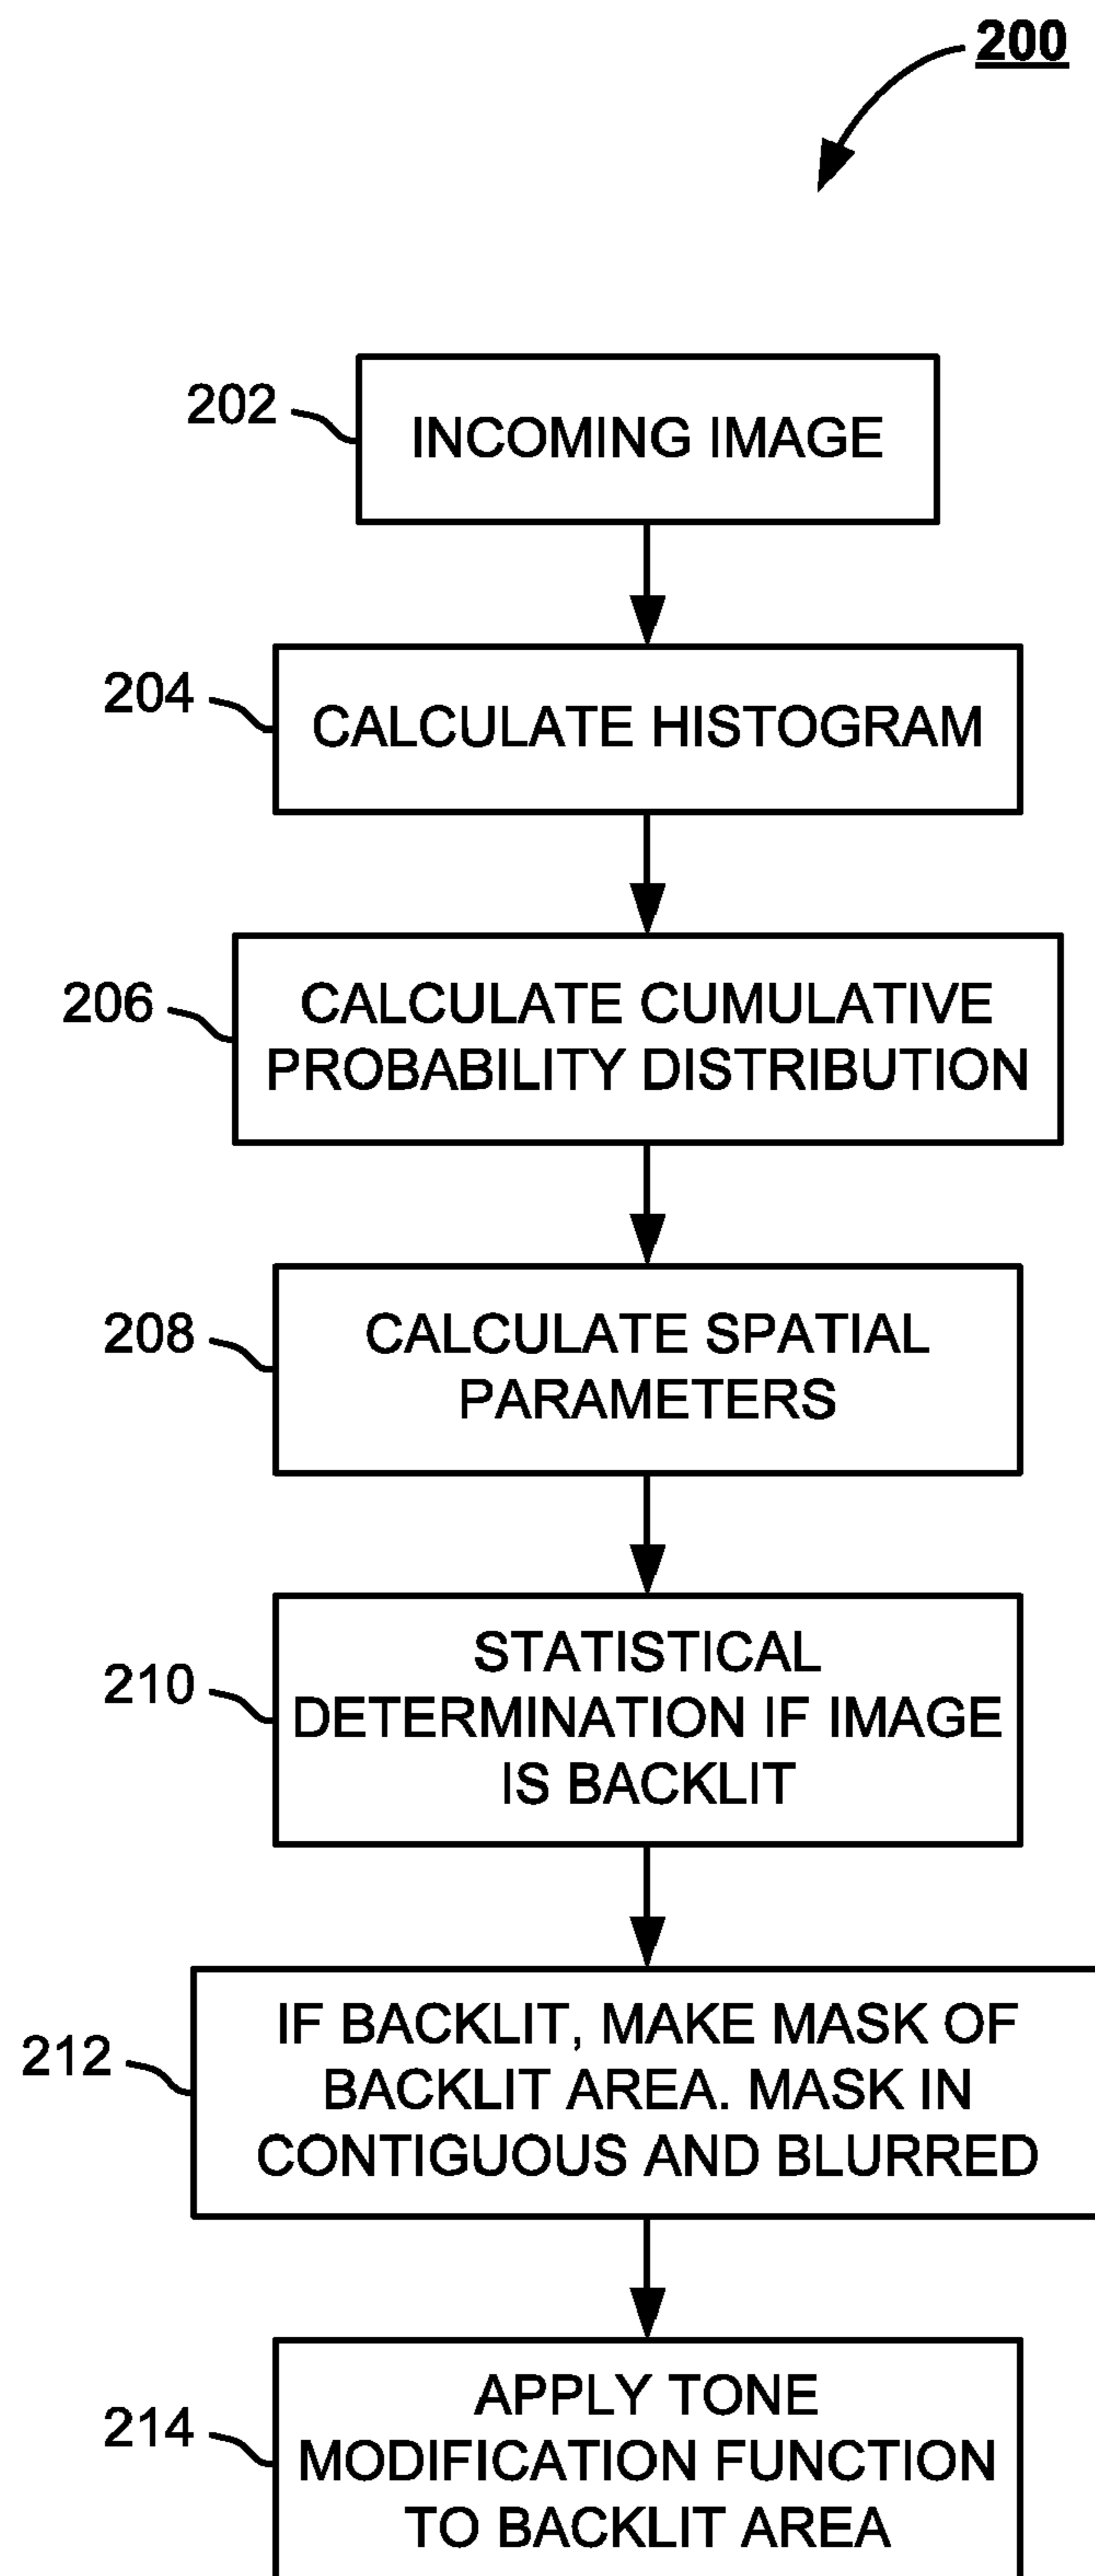 200
202
INCOMING IMAGE
204
CALCULATE HISTOGRAM
206
CALCULATE CUMULATIVE
PROBABILITY DISTRIBUTION
208
CALCULATE SPATIAL
PARAMETERS
210
STATISTICAL
DETERMINATION IF IMAGE
IS BACKLIT
212
IF BACKLIT, MAKE MASK OF
BACKLIT AREA. MASK IN
CONTIGUOUS AND BLURRED
214
APPLY TONE
MODIFICATION FUNCTION
TO BACKLIT AREA